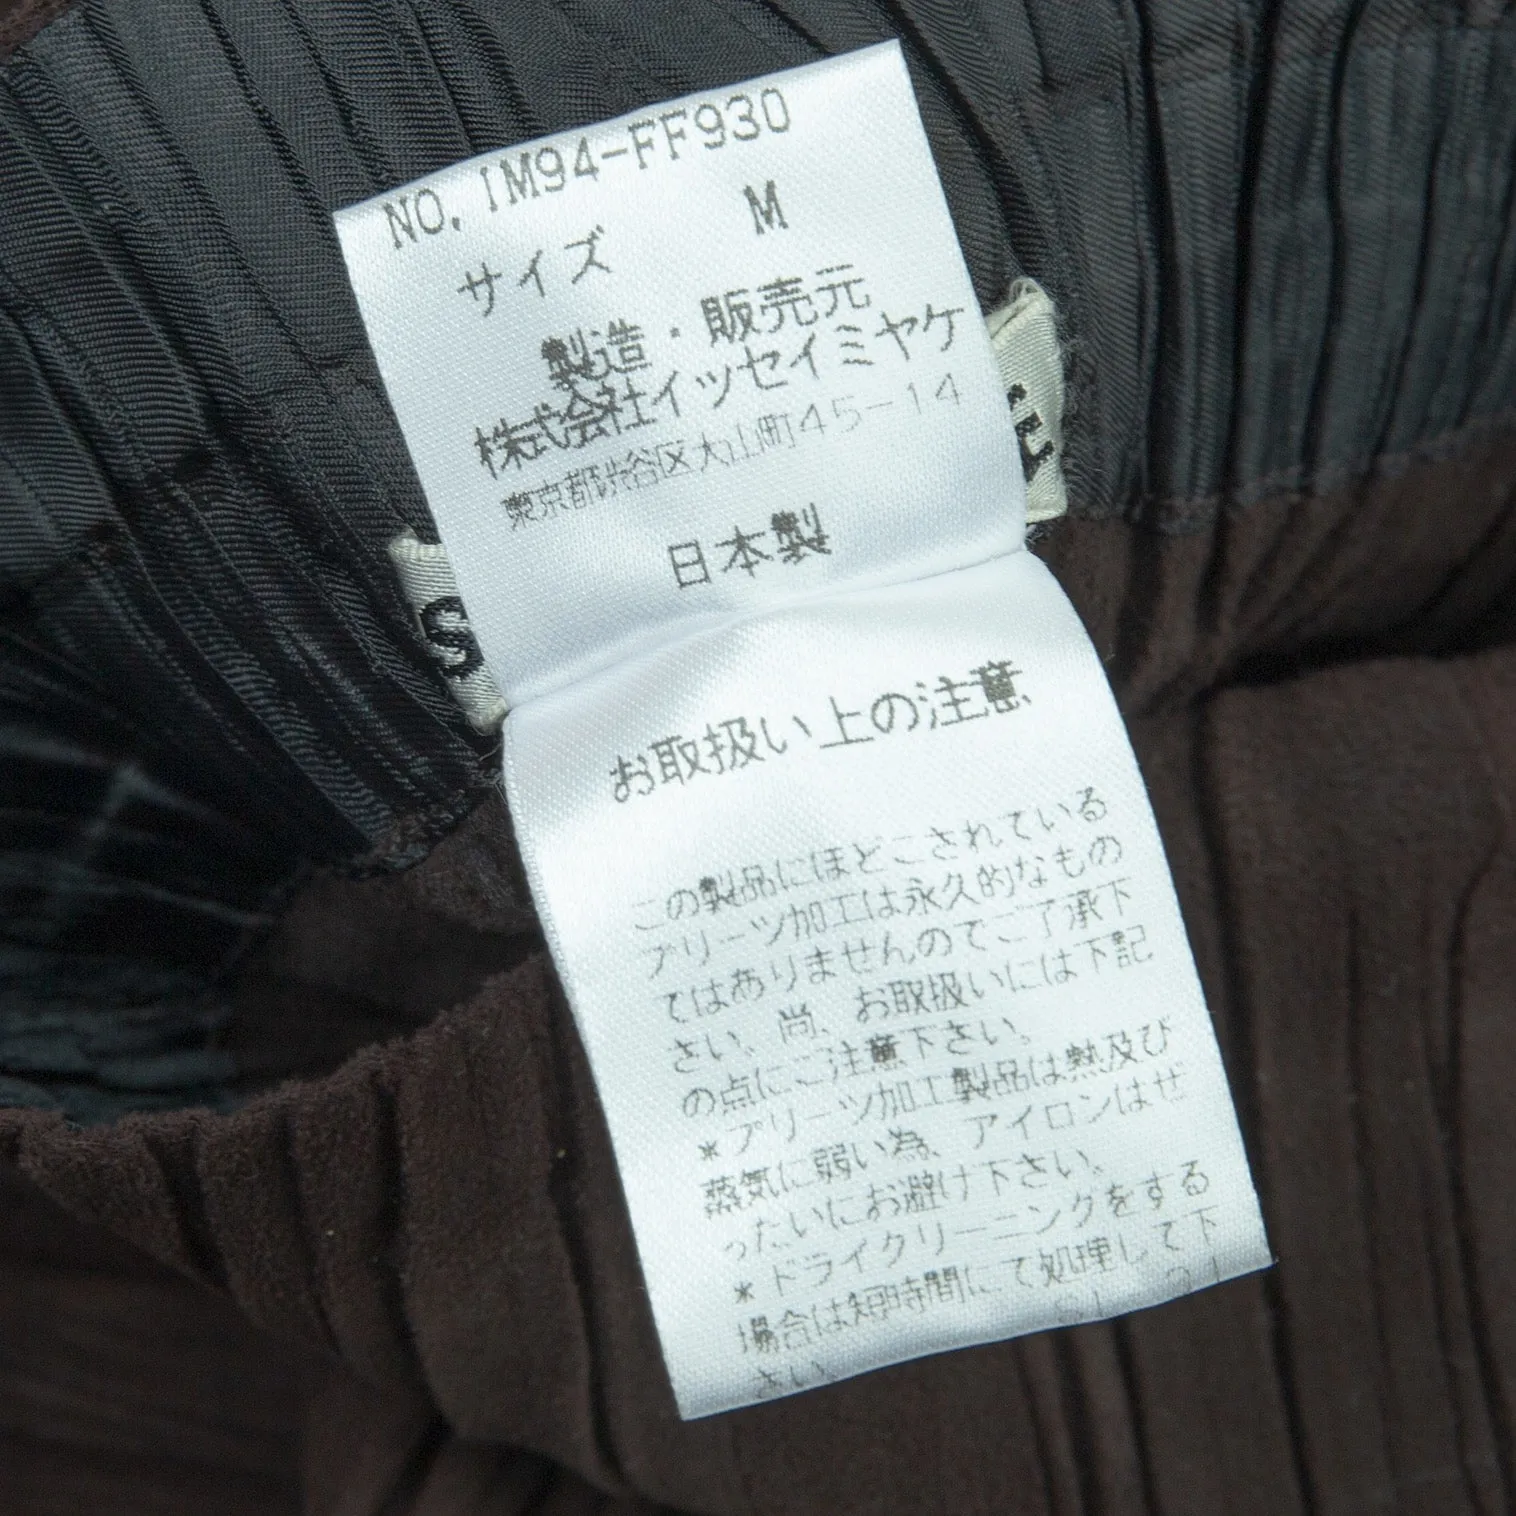 NO. IM94-FF930
サイズ M
製造・販売元
株式会社イッセイミヤケ
東京都渋谷区大山町45-14
日本製
お取扱い上の注意
この製品にほどこされている
プリーツ加工は永久的なもの
ではありませんのでご了承下
さい。尚、お取扱いには下記
の点にご注意下さい。
*プリーツ加工製品は熱及び
蒸気に弱い為、アイロンはぜ
ったいにお避け下さい。
*ドライクリーニングをする
場合は短時間にて処理して下
さい。